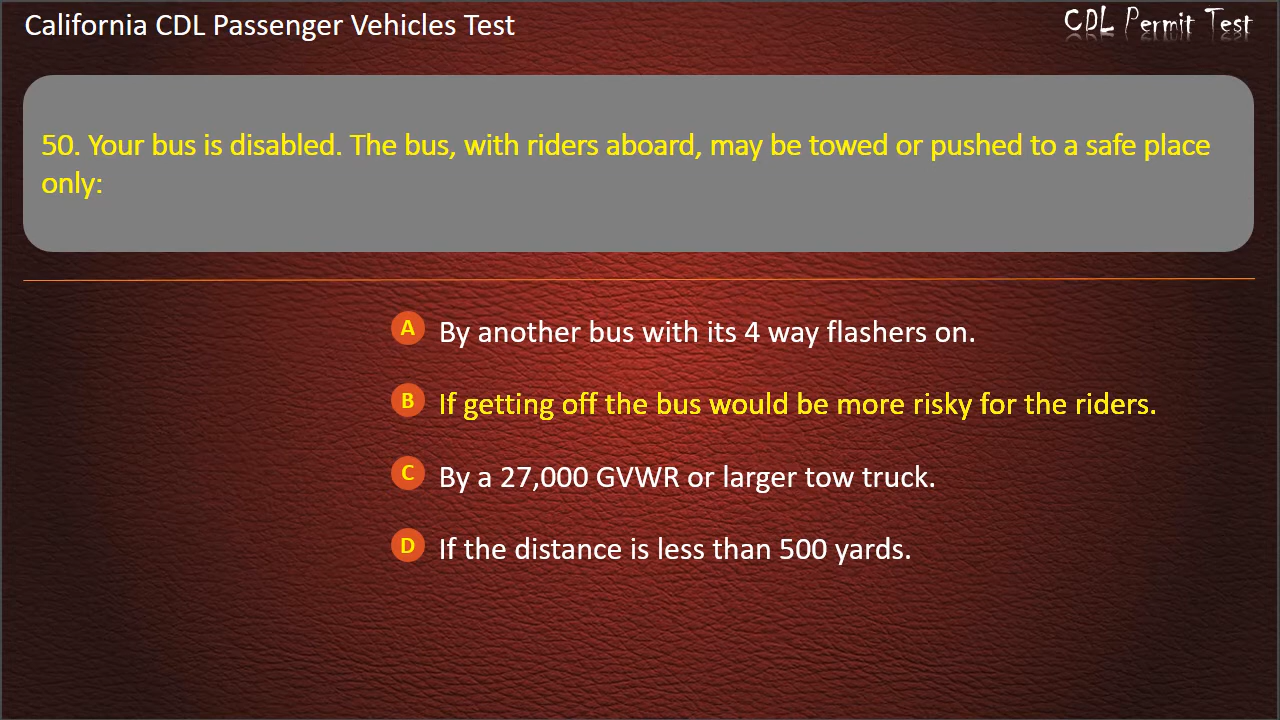 California CDL Passenger Vehicles Test
CDL Permit Test
50. Your bus is disabled. The bus, with riders aboard, may be towed or pushed to a safe place
only:
A By another bus with its 4 way flashers on.
B If getting off the bus would be more risky for the riders.
C By a 27,000 GVWR or larger tow truck.
D If the distance is less than 500 yards.